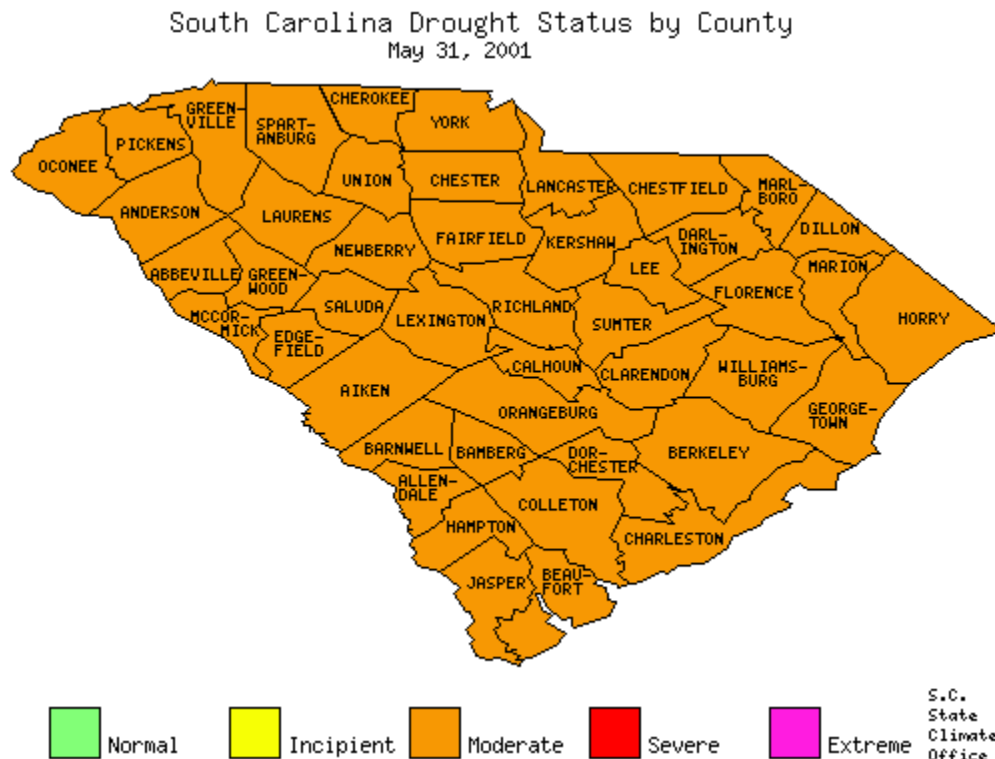 South Carolina Drought Status by County
May 31, 2001
CHEROKEE
GREEN-
VILLE
SPART-
ANBURG
YORK
PICKENS
OCONEE
UNION
CHESTER
LANCASTER
CHESTFIELD
MARL-
BORO
ANDERSON
LAURENS
DILLON
NEWBERRY
FAIRFIELD
KERSHAW
DARL-
INGTON
ABBEVILLE
GREEN-
WOOD
LEE
MARION
MCCOR-
MICK
SALUDA
LEXINGTON
RICHLAND
FLORENCE
SUMTER
HORRY
EDGE-
FIELD
CALHOUN
CLARENDON
WILLIAMS-
BURG
AIKEN
ORANGEBURG
GEORGE-
TOWN
BARNWELL
BAMBERG
DOR-
CHESTER
BERKELEY
ALLEN-
DALE
COLLETON
HAMPTON
CHARLESTON
JASPER
BEAU-
FORT
Normal
Incipient
Moderate
Severe
Extreme
S.C.
State
Climate
Office